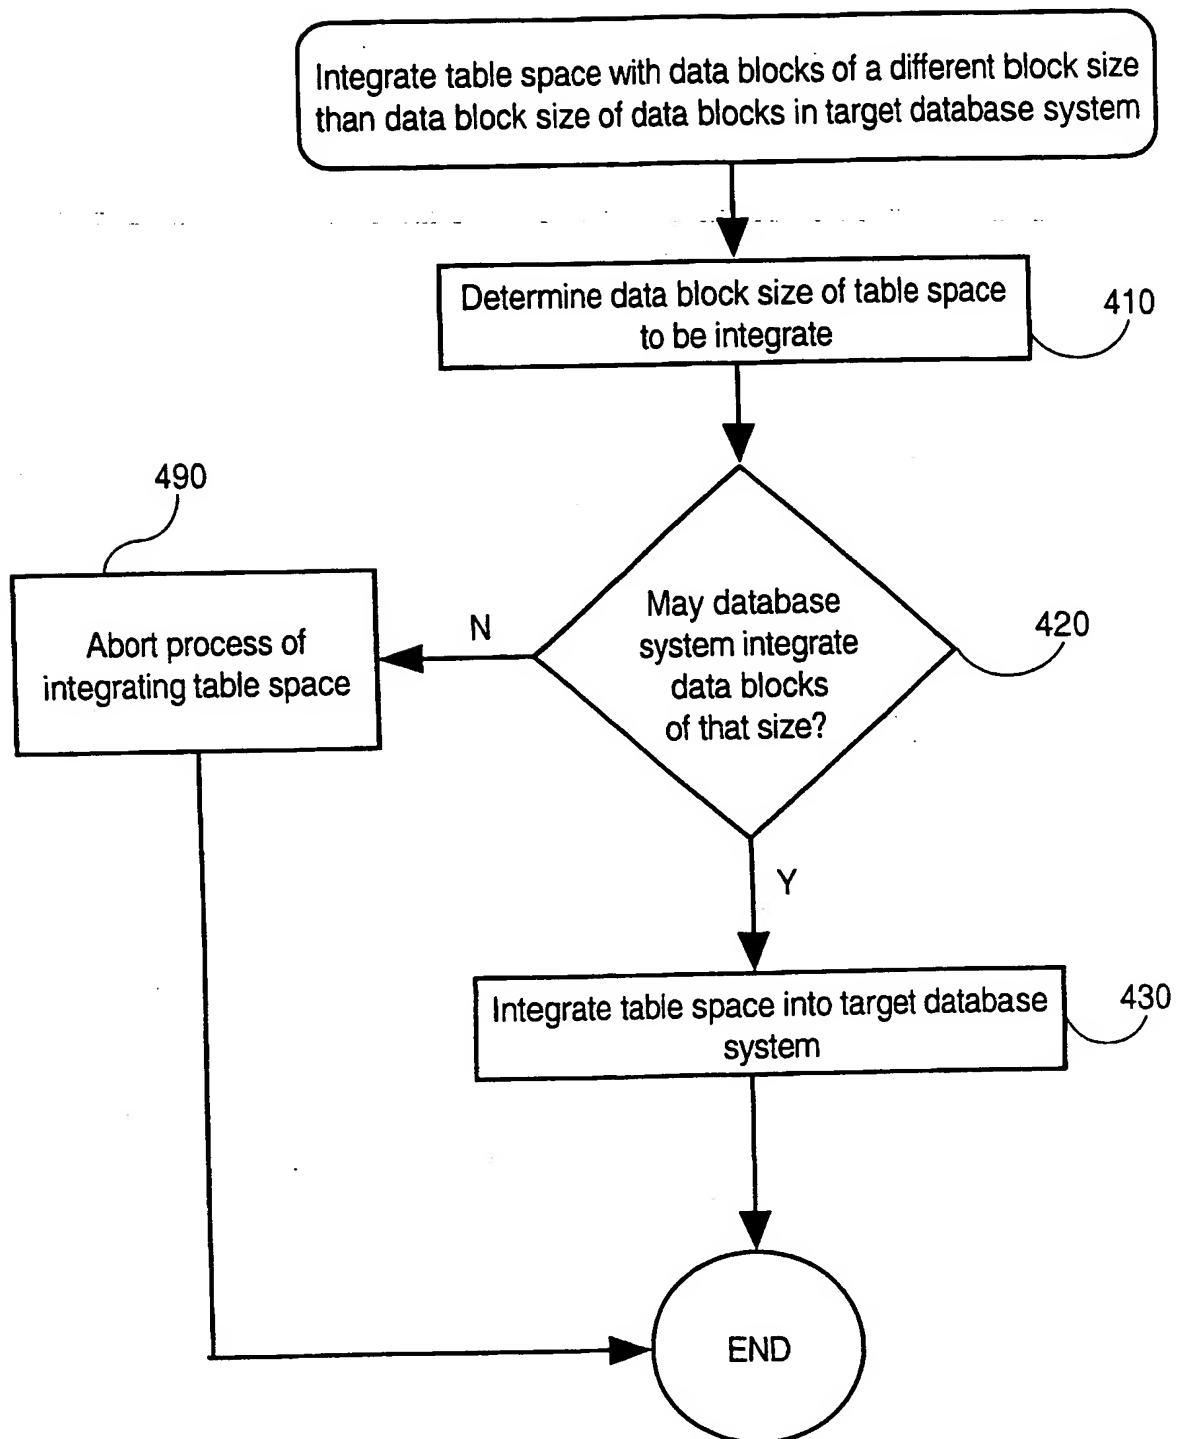 Integrate table space with data blocks of a different block size
than data block size of data blocks in target database system
Determine data block size of table space
to be integrate
410
490
May database
system integrate
data blocks
of that size?
420
N
Abort process of
integrating table space
Y
Integrate table space into target database
system
430
END